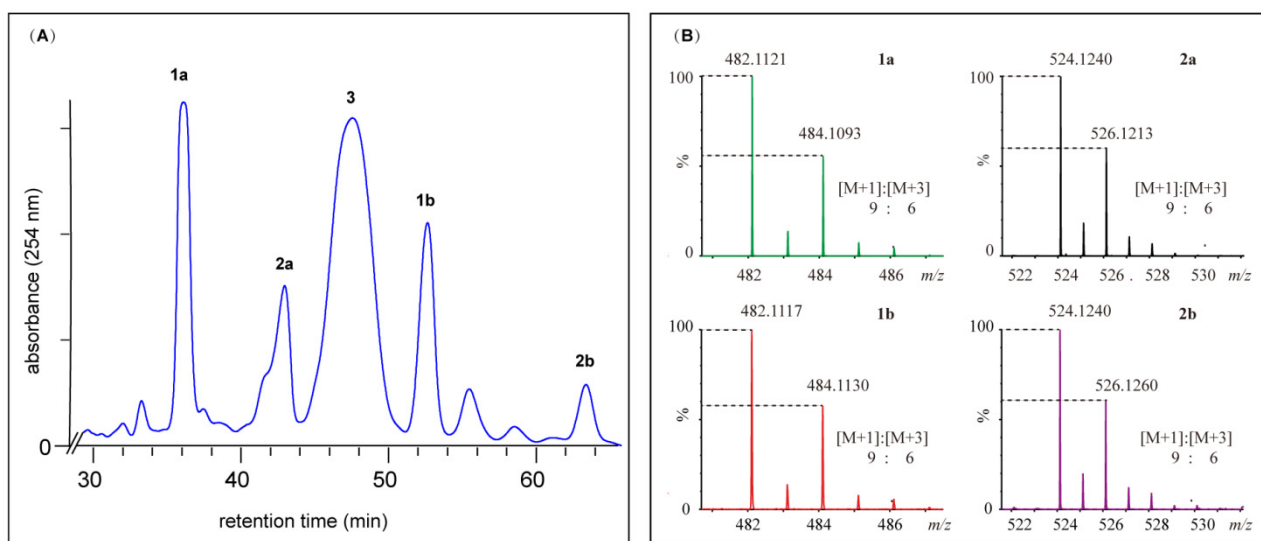 (A)
1a
3
1b
2a
2b
absorbance (254 nm)
0
30 40 50 60
retention time (min)
(B)
482.1121 1a
100
484.1093
%
[M+1]:[M+3]
9 : 6
0
482 484 486 m/z
524.1240 2a
100
526.1213
%
[M+1]:[M+3]
9 : 6
0
522 524 526 . 528 530 m/z
482.1117 1b
100
484.1130
%
[M+1]:[M+3]
9 : 6
0
482 484 486 m/z
524.1240 2b
100
526.1260
%
[M+1]:[M+3]
9 : 6
0
522 524 526 528 530 m/z